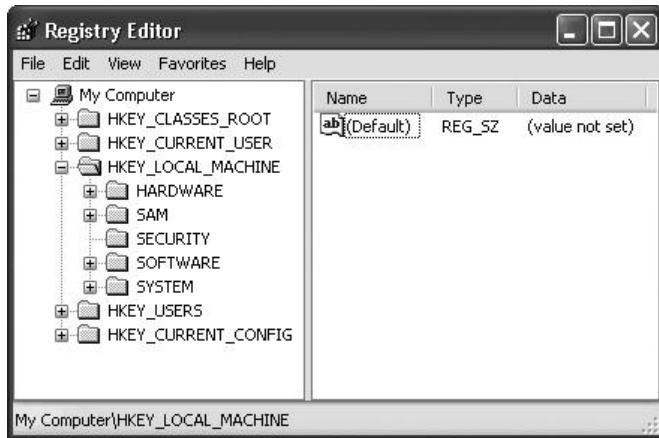 Registry Editor
File Edit View Favorites Help
My Computer
HKEY_CLASSES_ROOT
HKEY_CURRENT_USER
HKEY_LOCAL_MACHINE
HARDWARE
SAM
SECURITY
SOFTWARE
SYSTEM
HKEY_USERS
HKEY_CURRENT_CONFIG
Name Type Data
ab (Default) REG_SZ (value not set)
My Computer\HKEY_LOCAL_MACHINE